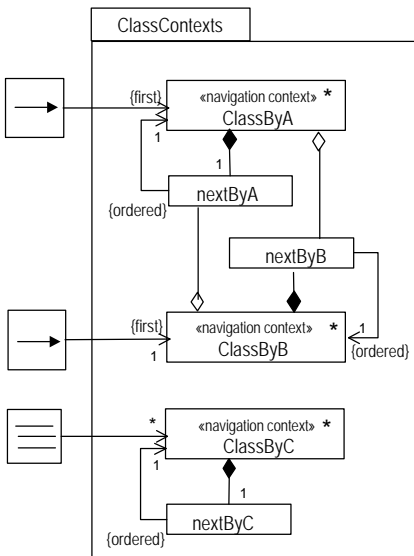 ClassContexts
{first}
«navigation context» *
ClassByA
1
1
{ordered}
nextByA
nextByB
{first}
1
«navigation context» *
ClassByB
1
{ordered}
*
«navigation context» *
ClassByC
1
1
{ordered}
nextByC